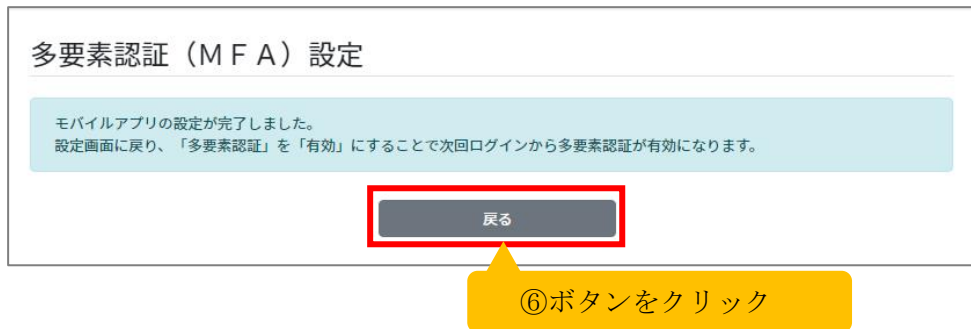 多要素認証（ＭＦＡ）設定
モバイルアプリの設定が完了しました。
設定画面に戻り、「多要素認証」を「有効」にすることで次回ログインから多要素認証が有効になります。
戻る
⑥ボタンをクリック